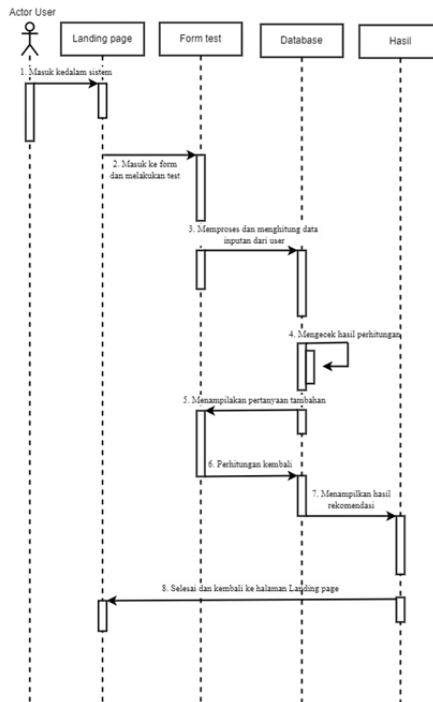 Actor User
Landing page
Form test
Database
Hasil
1. Masuk kedalam sistem
2. Masuk ke form
dan melakukan test
3. Memproses dan menghitung data
inputan dari user
4. Mengecek hasil perhitungan
5. Menampilakan pertanyaan tambahan
6. Perhitungan kembali
7. Menampilkan hasil
rekomendasi
8. Selesai dan kembali ke halaman Landing page